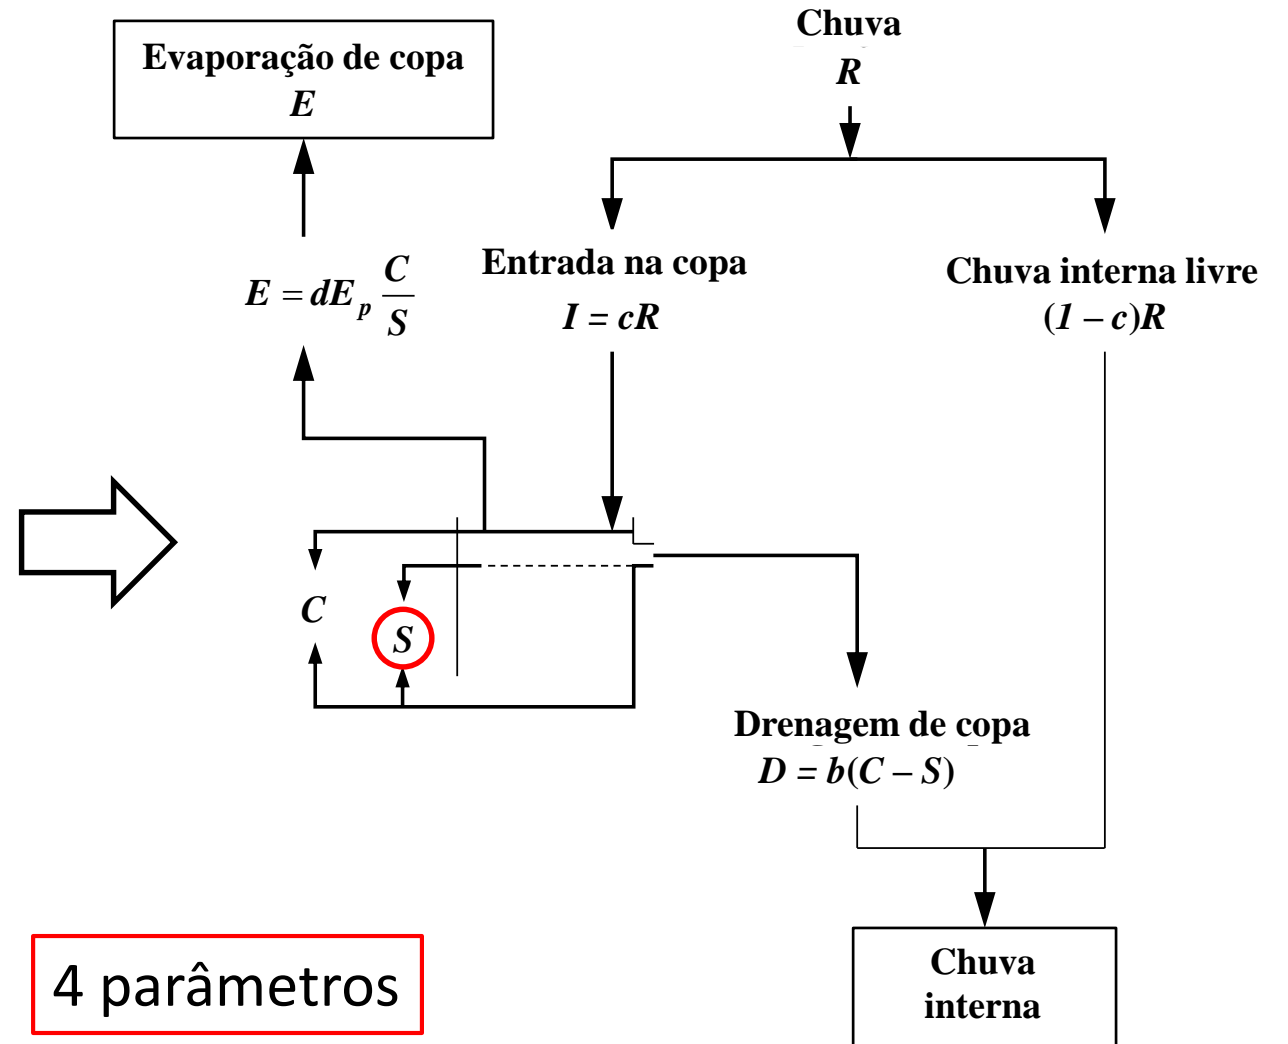 Evaporação de copa
E
Chuva
R
E = dE_p C/S
Entrada na copa
I = cR
Chuva interna livre
(1 – c)R
C
S
Drenagem de copa
D = b(C – S)
4 parâmetros
Chuva
interna